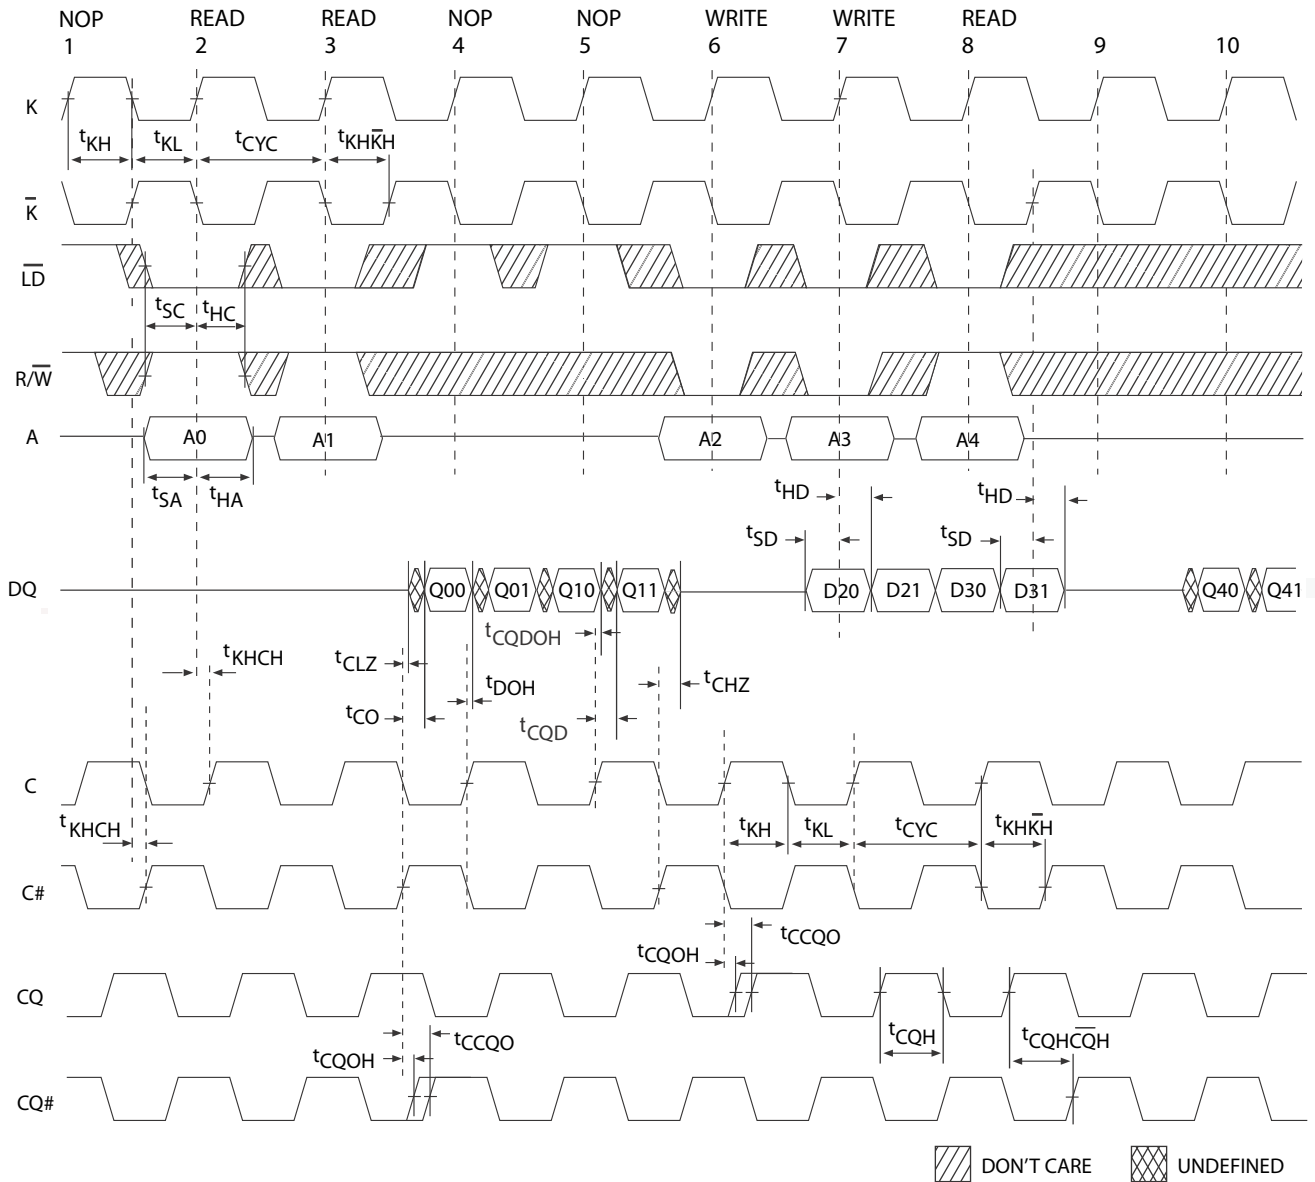 NOP READ READ NOP NOP WRITE WRITE READ
1 2 3 4 5 6 7 8 9 10
K
tKH tKL tCYC tKHK̅H
K̅
L̅D̅
tSC tHC
R/W̅
A A0 A1 A2 A3 A4
tSA tHA tHD tHD
tSD tSD
DQ Q00 Q01 Q10 Q11 D20 D21 D30 D31 Q40 Q41
tCQDOH
tKHCH tCLZ tDOH tCHZ
tCO tCQD
C
tKHCH tKH tKL tCYC tKHK̅H
C#
tCCQO
tCQOH
CQ
tCCQO tCQH tCQHC̅Q̅H
tCQOH
CQ#
DON'T CARE UNDEFINED